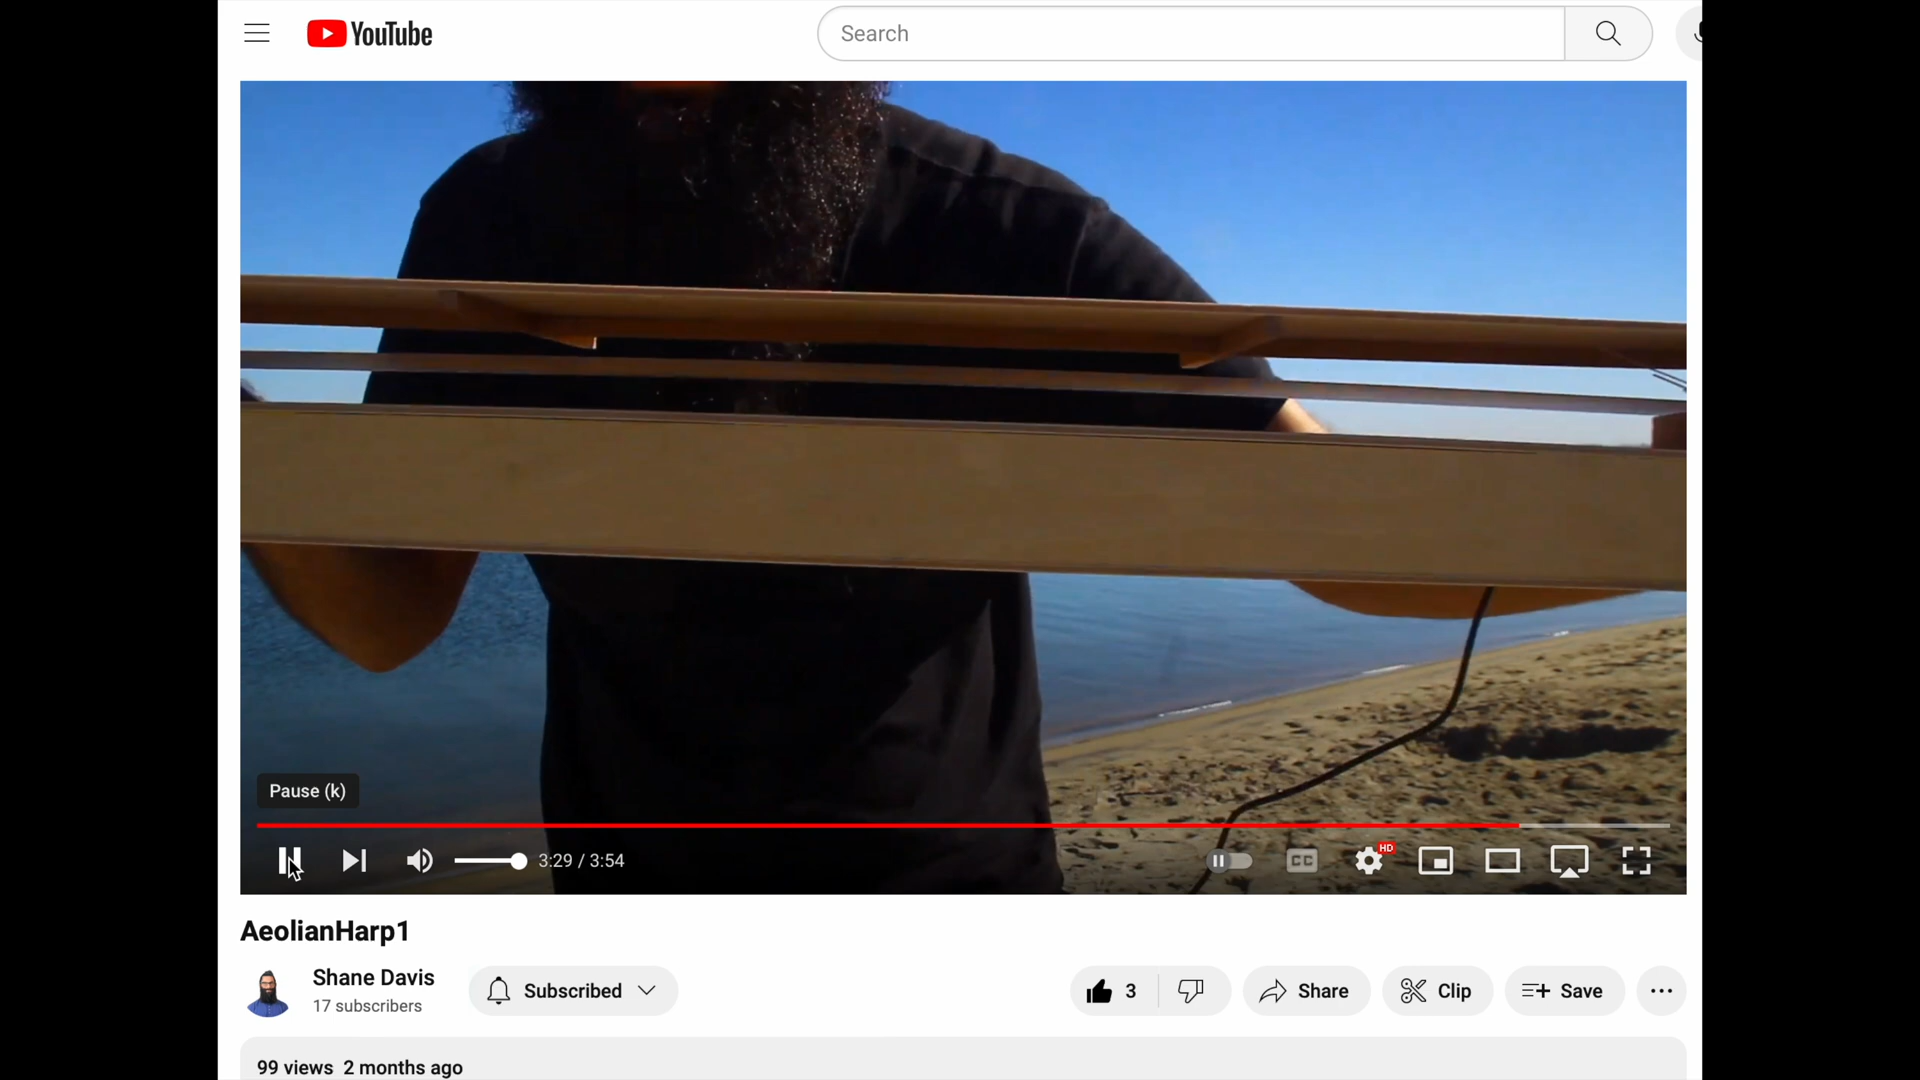 YouTube
Search
Pause (k)
3:29 / 3:54
CC
HD
AeolianHarp1
Shane Davis
17 subscribers
Subscribed
3
Share
Clip
Save
99 views 2 months ago